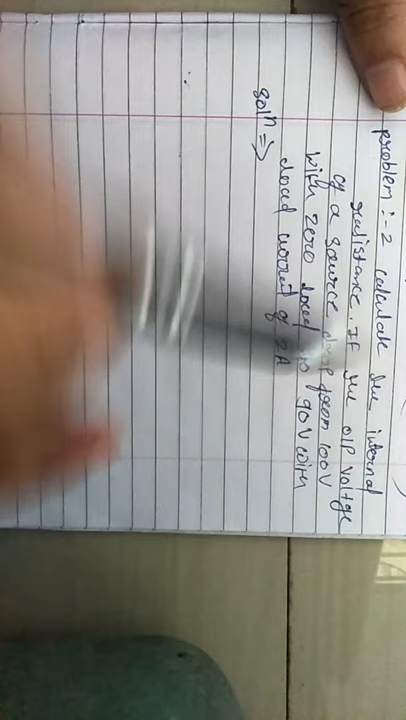 problem :- 2 calculate the internal
resistance. IF the o/p voltge
of a source drop from 100V
with zero load to 90V with
load current of 2A
Solⁿ ⇒